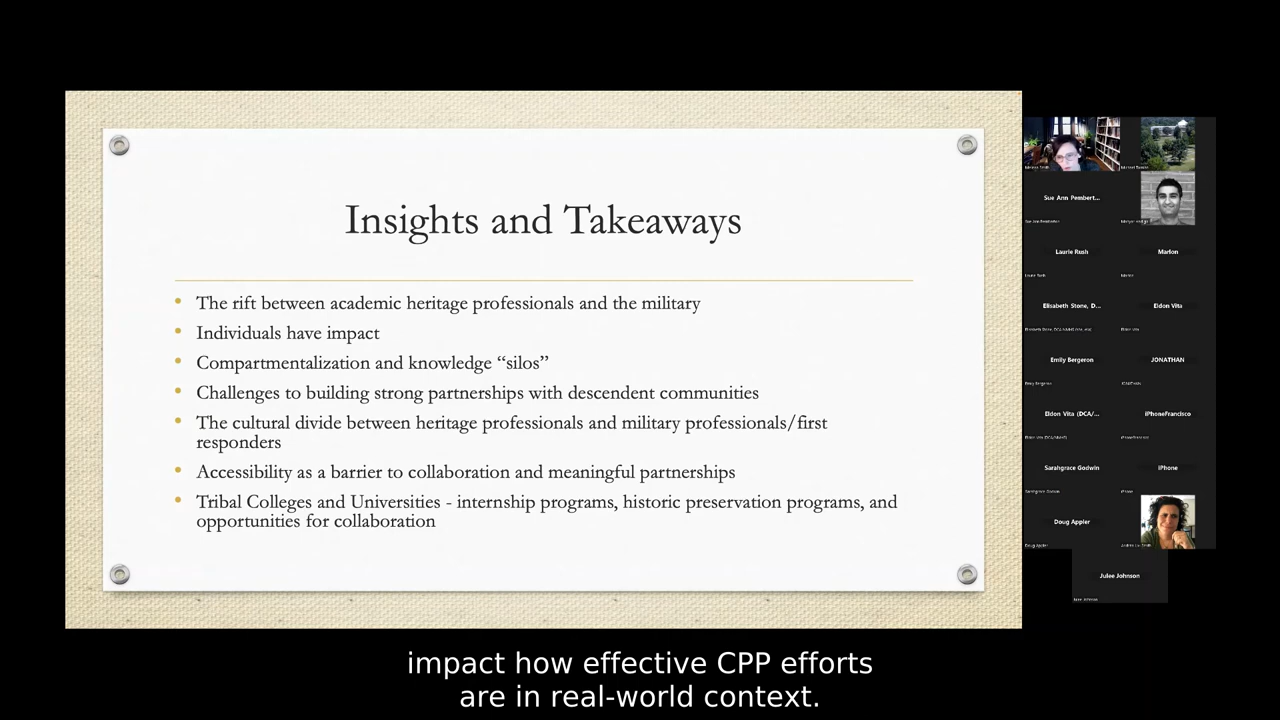 Insights and Takeaways
The rift between academic heritage professionals and the military
Individuals have impact
Compartmentalization and knowledge “silos”
Challenges to building strong partnerships with descendent communities
The cultural divide between heritage professionals and military professionals/first
responders
Accessibility as a barrier to collaboration and meaningful partnerships
Tribal Colleges and Universities - internship programs, historic preservation programs, and
opportunities for collaboration
Sue Ann Pembert...
Laurie Rush
Marlon
Elisabeth Stone, D...
Eldon Vita
Emily Bergeron
JONATHAN
Eldon Vita (DCA/...
iPhoneFrancisco
Sarahgrace Godwin
iPhone
Doug Appler
Julee Johnson
impact how effective CPP efforts
are in real-world context.